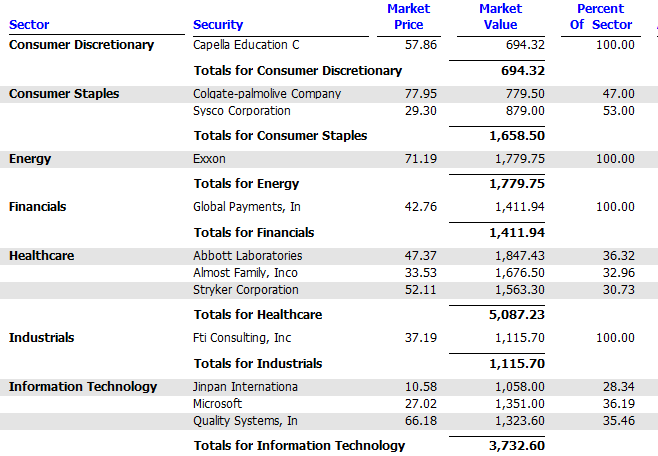 Sector Security Market Price Market Value Percent Of Sector
Consumer Discretionary Capella Education C 57.86 694.32 100.00
Totals for Consumer Discretionary 694.32
Consumer Staples Colgate-palmolive Company 77.95 779.50 47.00
Sysco Corporation 29.30 879.00 53.00
Totals for Consumer Staples 1,658.50
Energy Exxon 71.19 1,779.75 100.00
Totals for Energy 1,779.75
Financials Global Payments, In 42.76 1,411.94 100.00
Totals for Financials 1,411.94
Healthcare Abbott Laboratories 47.37 1,847.43 36.32
Almost Family, Inco 33.53 1,676.50 32.96
Stryker Corporation 52.11 1,563.30 30.73
Totals for Healthcare 5,087.23
Industrials Fti Consulting, Inc 37.19 1,115.70 100.00
Totals for Industrials 1,115.70
Information Technology Jinpan Internationa 10.58 1,058.00 28.34
Microsoft 27.02 1,351.00 36.19
Quality Systems, In 66.18 1,323.60 35.46
Totals for Information Technology 3,732.60